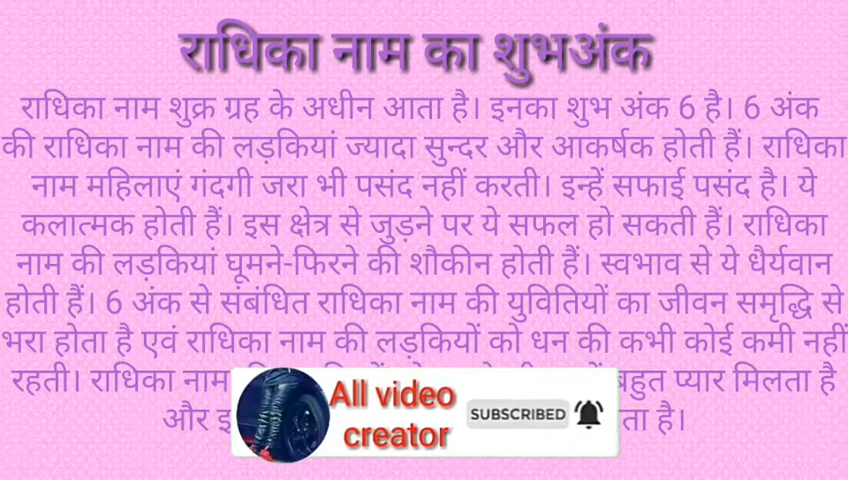 राधिका नाम का शुभअंक
राधिका नाम शुक्र ग्रह के अधीन आता है। इनका शुभ अंक 6 है। 6 अंक
की राधिका नाम की लड़कियां ज्यादा सुन्दर और आकर्षक होती हैं। राधिका
नाम महिलाएं गंदगी जरा भी पसंद नहीं करती। इन्हें सफाई पसंद है। ये
कलात्मक होती हैं। इस क्षेत्र से जुड़ने पर ये सफल हो सकती हैं। राधिका
नाम की लड़कियां घूमने-फिरने की शौकीन होती हैं। स्वभाव से ये धैर्यवान
होती हैं। 6 अंक से संबंधित राधिका नाम की युवितियों का जीवन समृद्धि से
भरा होता है एवं राधिका नाम की लड़कियों को धन की कभी कोई कमी नहीं
रहती। राधिका नाम बहुत प्यार मिलता है
और है।
All video
creator
SUBSCRIBED